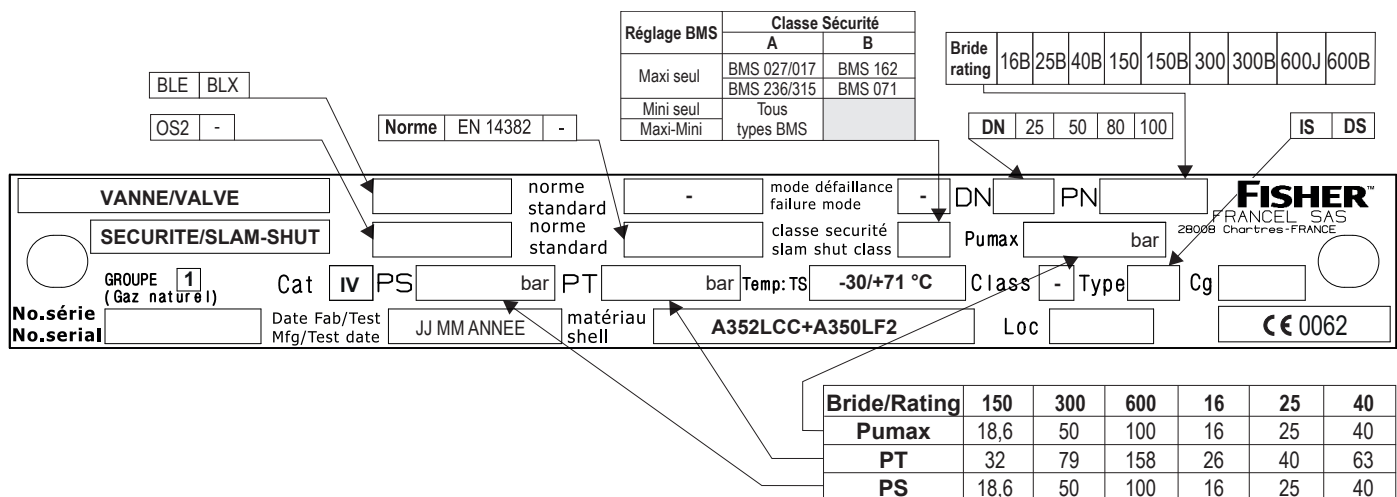 Réglage BMS Classe Sécurité
A B
Maxi seul BMS 027/017 BMS 162
BMS 236/315 BMS 071
Mini seul Tous
Maxi-Mini types BMS
Bride rating 16B 25B 40B 150 150B 300 300B 600J 600B
BLE BLX
OS2 -
Norme EN 14382 -
DN 25 50 80 100
IS DS
VANNE/VALVE norme standard - mode défaillance failure mode - DN PN FISHER™
FRANCEL SAS
28008 Chartres-FRANCE
SECURITE/SLAM-SHUT norme standard classe securité slam shut class Pumax bar
GROUPE 1 (Gaz naturel) Cat IV PS bar PT bar Temp: TS -30/+71 °C Class - Type Cg
No.série No.serial Date Fab/Test Mfg/Test date JJ MM ANNEE matériau shell A352LCC+A350LF2 Loc CE 0062
Bride/Rating 150 300 600 16 25 40
Pumax 18,6 50 100 16 25 40
PT 32 79 158 26 40 63
PS 18,6 50 100 16 25 40